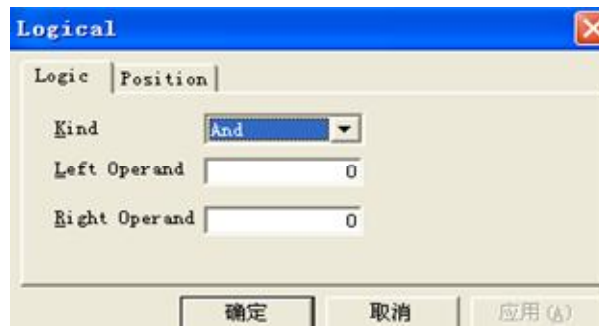 Logical
Logic Position
Kind And
Left Operand 0
Right Operand 0
确定 取消 应用(A)